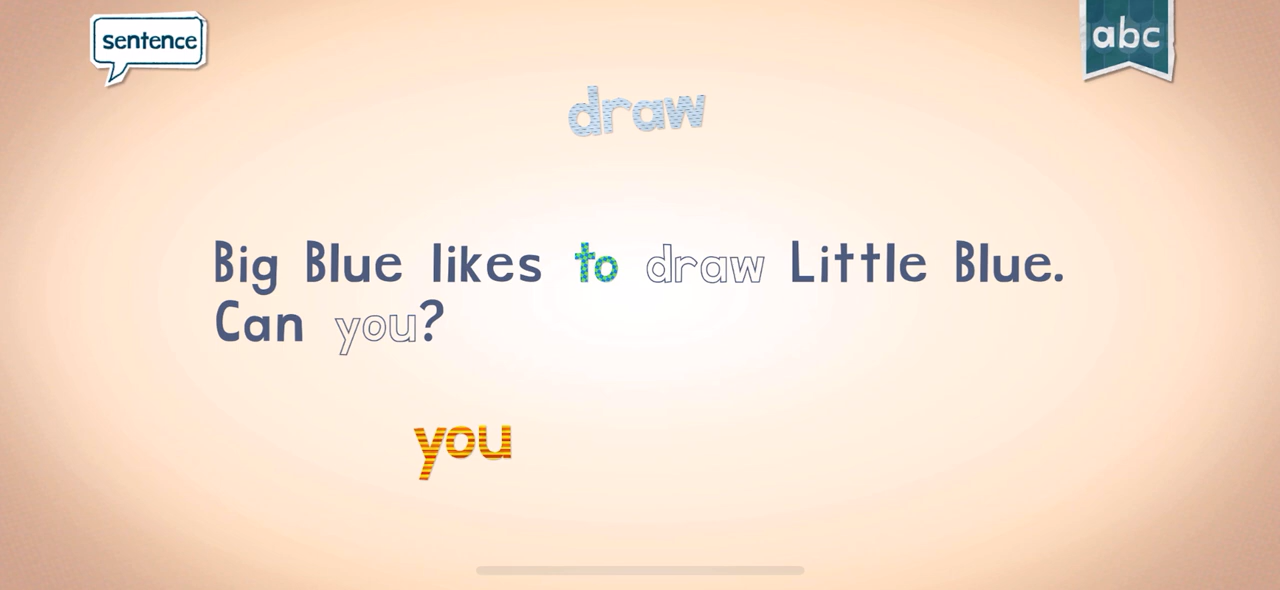 sentence
abc
draw
Big Blue likes to draw Little Blue.
Can you?
you